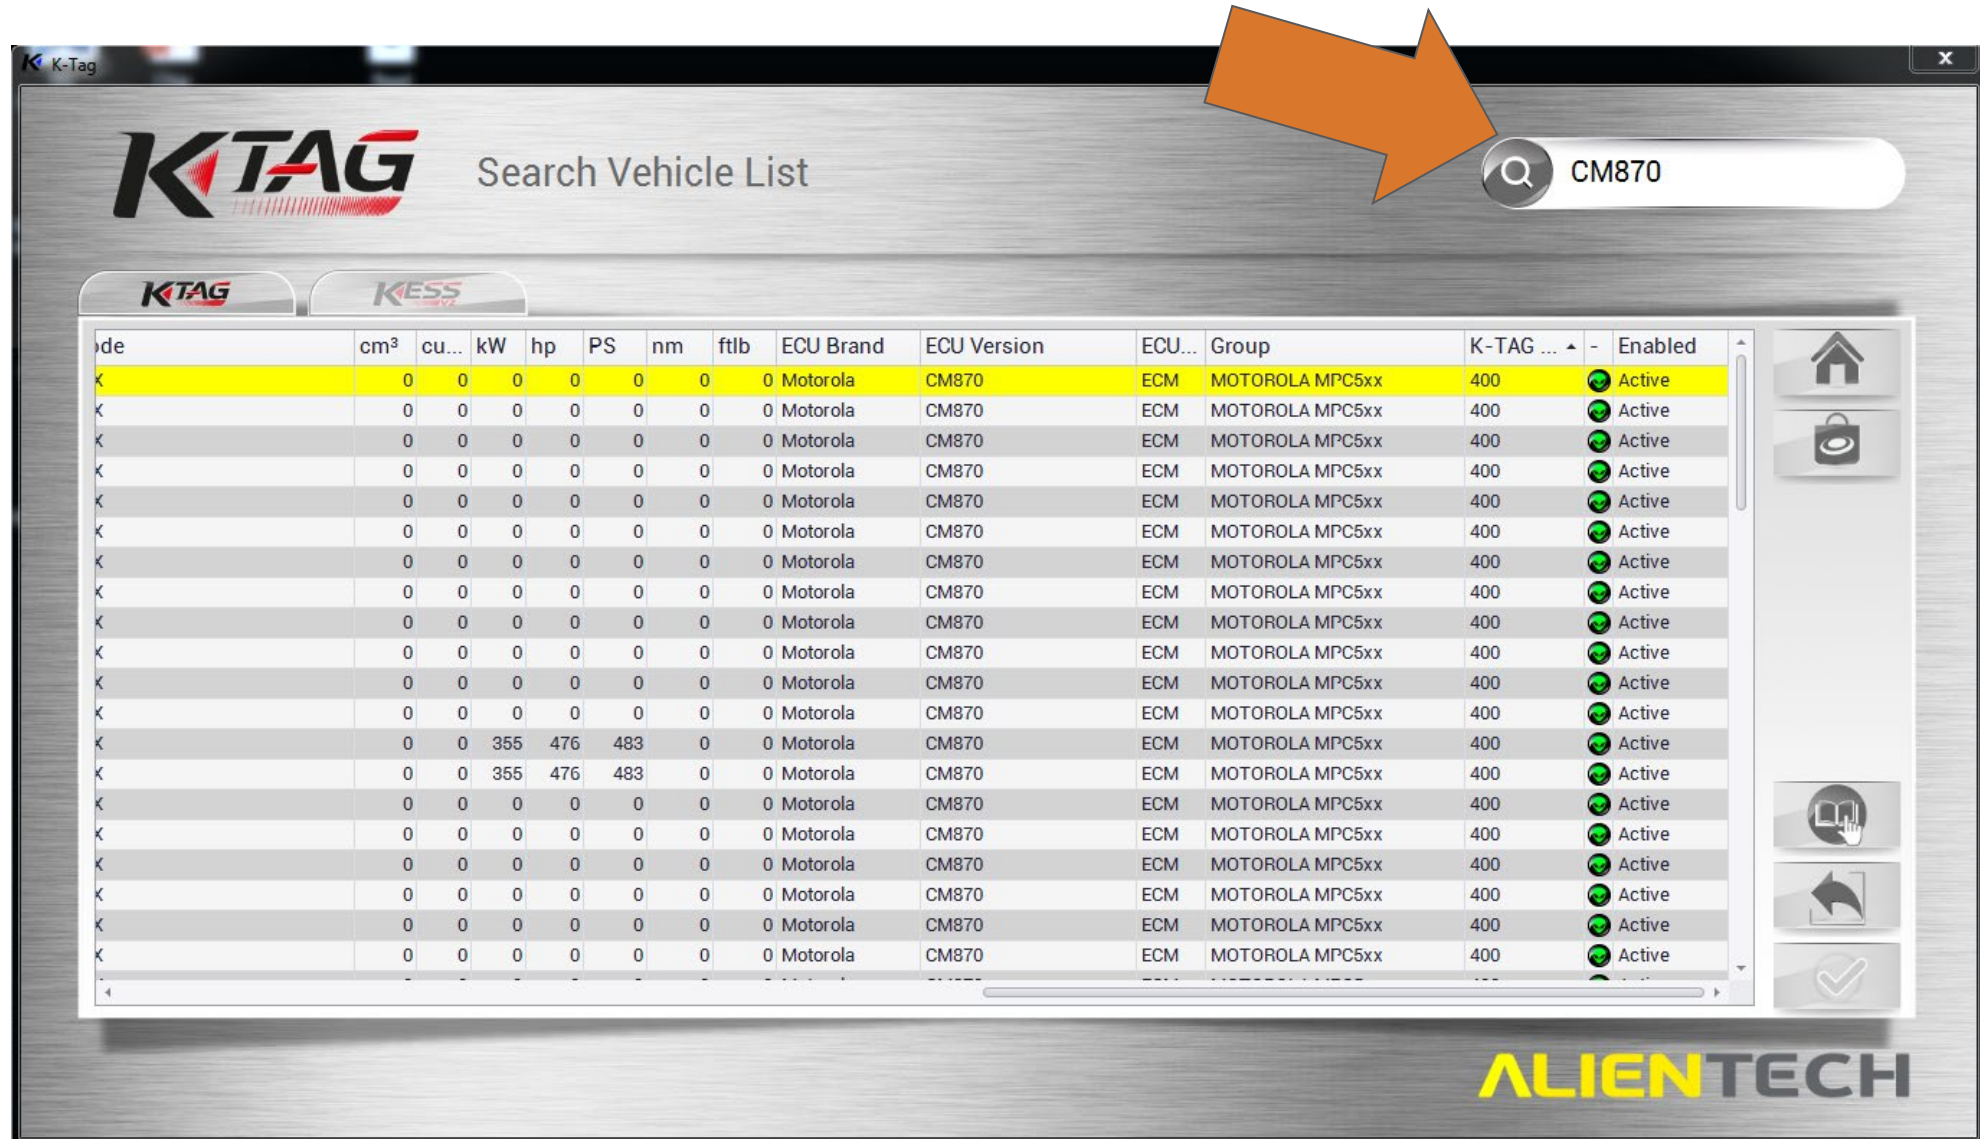 K-Tag
x
KTAG
Search Vehicle List
CM870
KTAG
KESS V2
ode cm³ cu... kW hp PS nm ftlb ECU Brand ECU Version ECU... Group K-TAG ... - Enabled
X 0 0 0 0 0 0 0 Motorola CM870 ECM MOTOROLA MPC5xx 400 Active
X 0 0 0 0 0 0 0 Motorola CM870 ECM MOTOROLA MPC5xx 400 Active
X 0 0 0 0 0 0 0 Motorola CM870 ECM MOTOROLA MPC5xx 400 Active
X 0 0 0 0 0 0 0 Motorola CM870 ECM MOTOROLA MPC5xx 400 Active
X 0 0 0 0 0 0 0 Motorola CM870 ECM MOTOROLA MPC5xx 400 Active
X 0 0 0 0 0 0 0 Motorola CM870 ECM MOTOROLA MPC5xx 400 Active
X 0 0 0 0 0 0 0 Motorola CM870 ECM MOTOROLA MPC5xx 400 Active
X 0 0 0 0 0 0 0 Motorola CM870 ECM MOTOROLA MPC5xx 400 Active
X 0 0 0 0 0 0 0 Motorola CM870 ECM MOTOROLA MPC5xx 400 Active
X 0 0 0 0 0 0 0 Motorola CM870 ECM MOTOROLA MPC5xx 400 Active
X 0 0 0 0 0 0 0 Motorola CM870 ECM MOTOROLA MPC5xx 400 Active
X 0 0 0 0 0 0 0 Motorola CM870 ECM MOTOROLA MPC5xx 400 Active
X 0 0 355 476 483 0 0 Motorola CM870 ECM MOTOROLA MPC5xx 400 Active
X 0 0 355 476 483 0 0 Motorola CM870 ECM MOTOROLA MPC5xx 400 Active
X 0 0 0 0 0 0 0 Motorola CM870 ECM MOTOROLA MPC5xx 400 Active
X 0 0 0 0 0 0 0 Motorola CM870 ECM MOTOROLA MPC5xx 400 Active
X 0 0 0 0 0 0 0 Motorola CM870 ECM MOTOROLA MPC5xx 400 Active
X 0 0 0 0 0 0 0 Motorola CM870 ECM MOTOROLA MPC5xx 400 Active
X 0 0 0 0 0 0 0 Motorola CM870 ECM MOTOROLA MPC5xx 400 Active
X 0 0 0 0 0 0 0 Motorola CM870 ECM MOTOROLA MPC5xx 400 Active
ALIENTECH